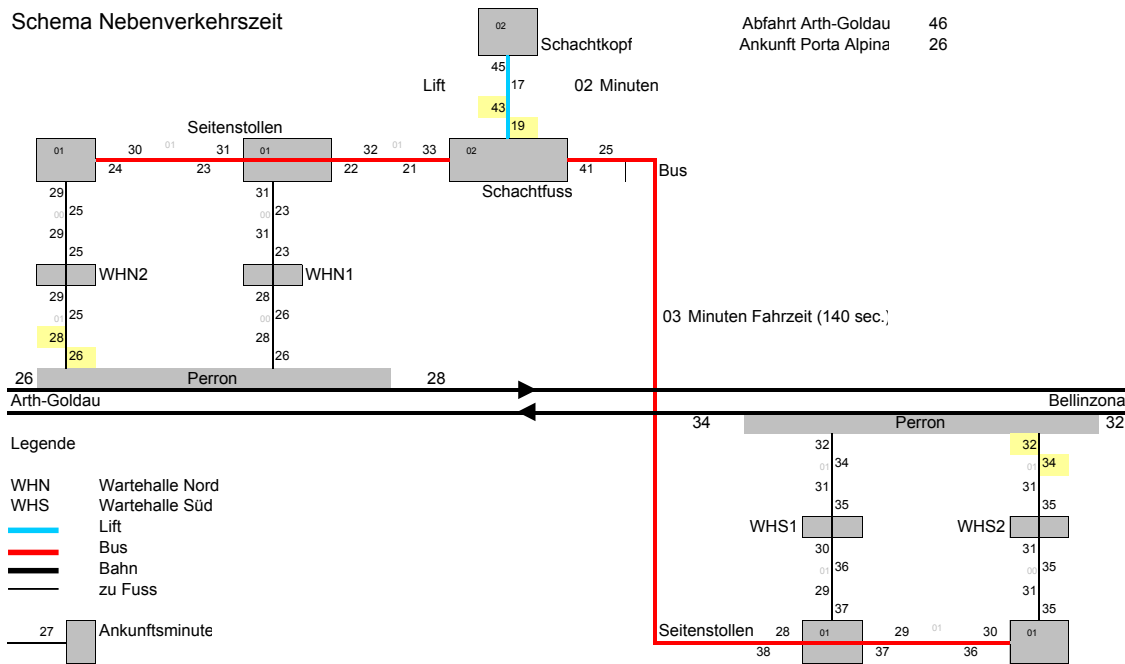 Schema Nebenverkehrszeit
02
Schachtkopf
Abfahrt Arth-Goldau 46
Ankunft Porta Alpina 26
45
Lift 17 02 Minuten
43
19
Seitenstollen
01 30 01 31 01 32 01 33 02 25
24 23 22 21 41
Bus
Schachtfuss
29 31
00 25 00 23
29 31
25 23
WHN2 WHN1
29 28
01 25 00 26
28 28
26 26
03 Minuten Fahrzeit (140 sec.)
26 Perron 28
Arth-Goldau Bellinzona
34 Perron 32
Legende
32 32
01 34 01 34
31 31
35 35
WHN Wartehalle Nord
WHS Wartehalle Süd
Lift
Bus
Bahn
zu Fuss
WHS1 WHS2
30 31
01 36 00 35
29 31
37 35
27 Ankunftsminute
Seitenstollen 28 01 29 01 30 01
38 37 36